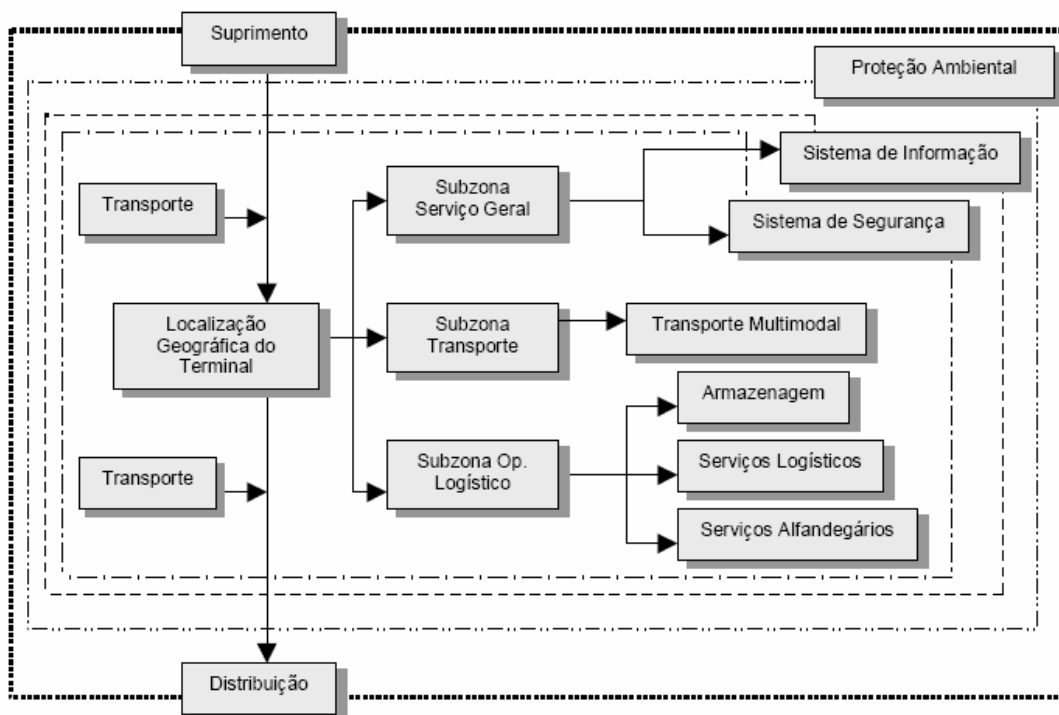 Suprimento
Proteção Ambiental
Sistema de Informação
Transporte
Subzona
Serviço Geral
Sistema de Segurança
Localização
Geográfica do
Terminal
Subzona
Transporte
Transporte Multimodal
Armazenagem
Transporte
Subzona Op.
Logístico
Serviços Logísticos
Serviços Alfandegários
Distribuição